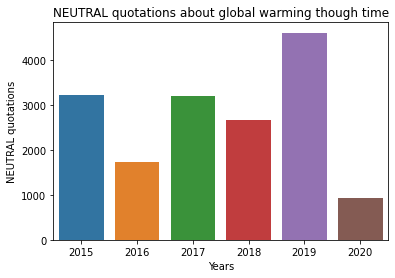 NEUTRAL quotations about global warming though time
4000
3000
2000
1000
0
NEUTRAL quotations
2015 2016 2017 2018 2019 2020
Years